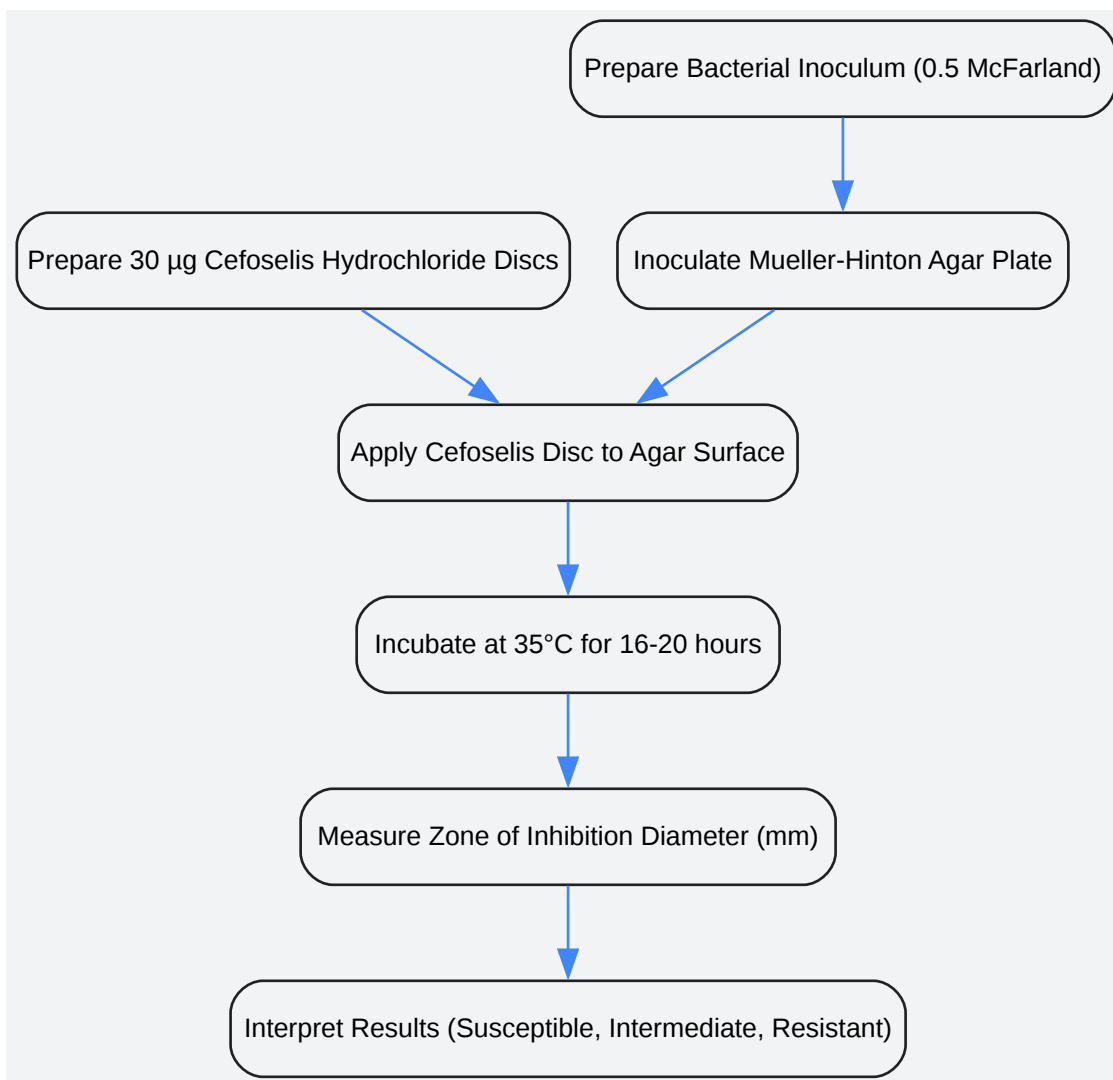 Prepare Bacterial Inoculum (0.5 McFarland)
Prepare 30 µg Cefoselis Hydrochloride Discs
Inoculate Mueller-Hinton Agar Plate
Apply Cefoselis Disc to Agar Surface
Incubate at 35°C for 16-20 hours
Measure Zone of Inhibition Diameter (mm)
Interpret Results (Susceptible, Intermediate, Resistant)